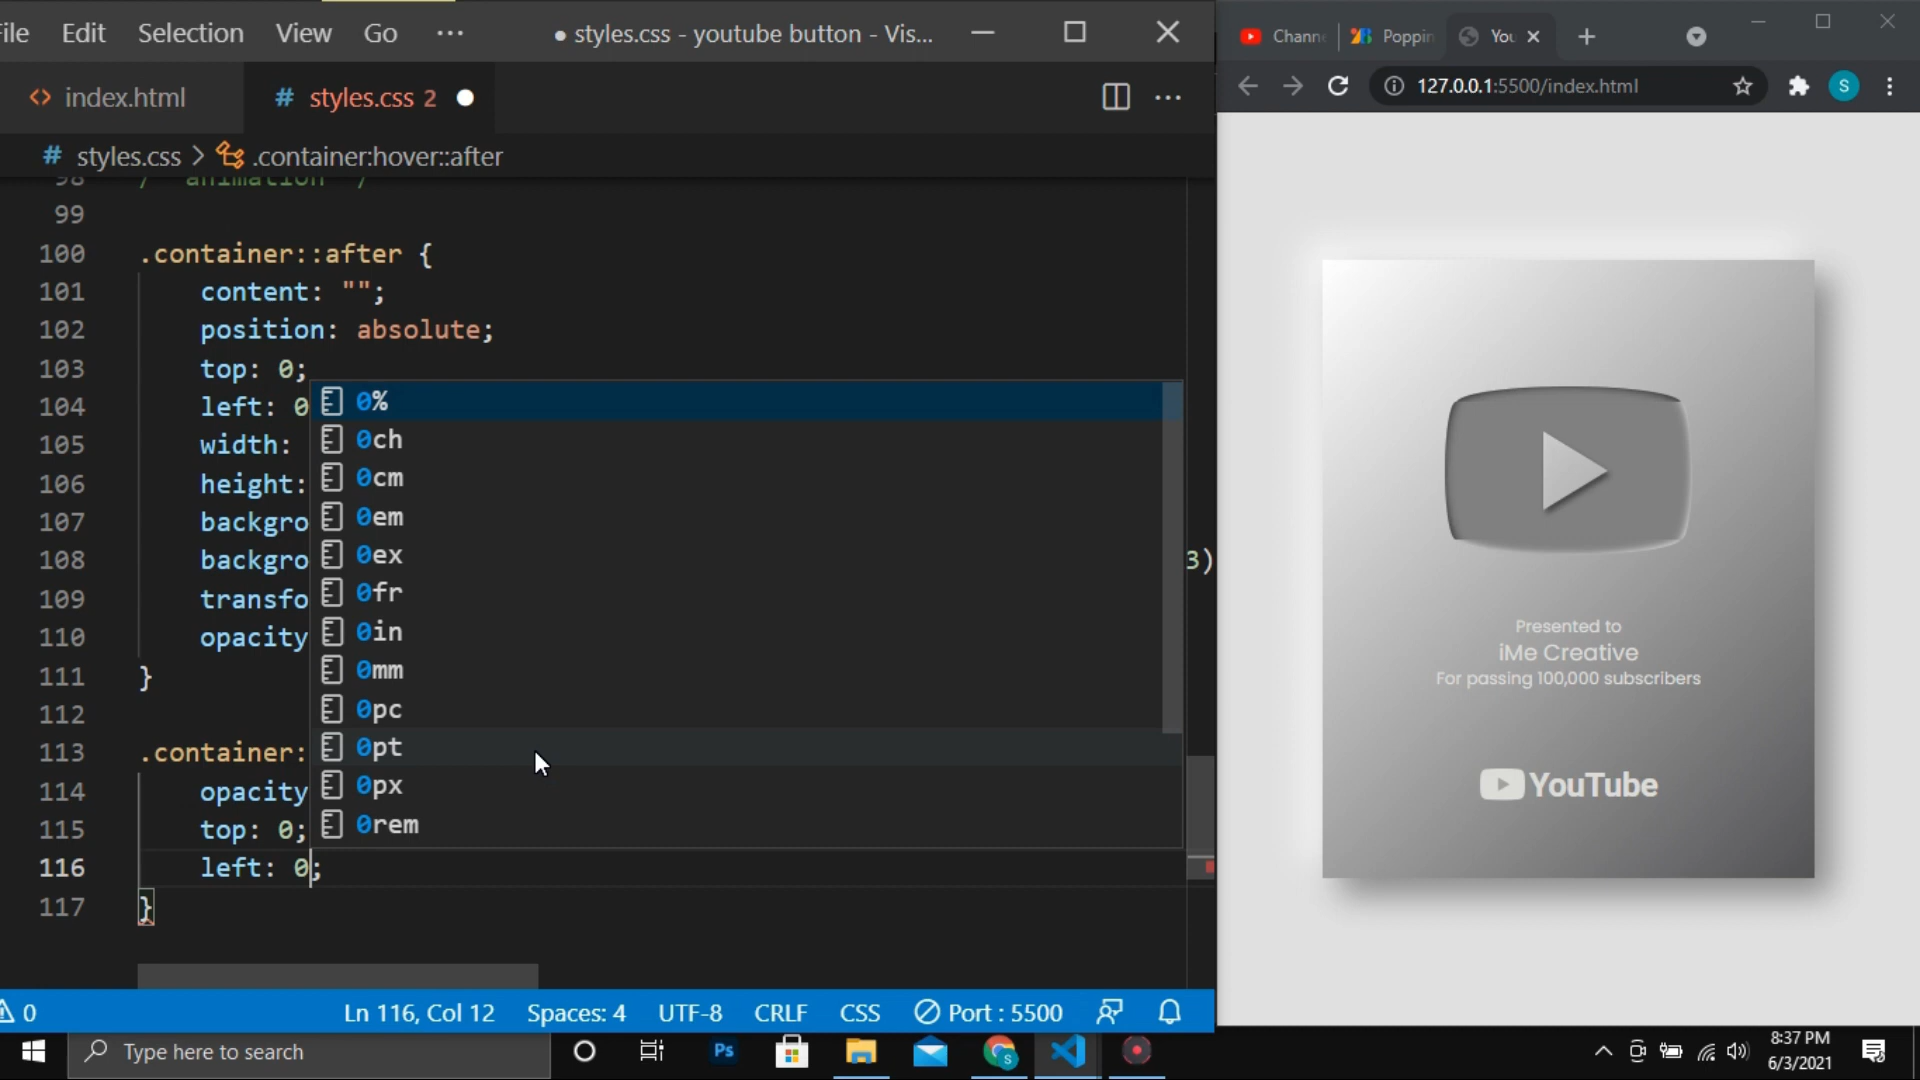 ile Edit Selection View Go ··· ● styles.css - youtube button - Vis...
index.html # styles.css 2 ●
# styles.css > .container:hover::after
98 /* animation */
99
100 .container::after {
101 content: "";
102 position: absolute;
103 top: 0;
104 left: 0
105 width:
106 height:
107 backgro
108 backgro 3)
109 transfo
110 opacity
111 }
112
113 .container:
114 opacity
115 top: 0;
116 left: 0;
117 }
0%
0ch
0cm
0em
0ex
0fr
0in
0mm
0pc
0pt
0px
0rem
0 Ln 116, Col 12 Spaces: 4 UTF-8 CRLF CSS Port : 5500
Chann Poppin You
127.0.0.1:5500/index.html S
Presented to
iMe Creative
For passing 100,000 subscribers
YouTube
Type here to search Ps S
8:37 PM
6/3/2021